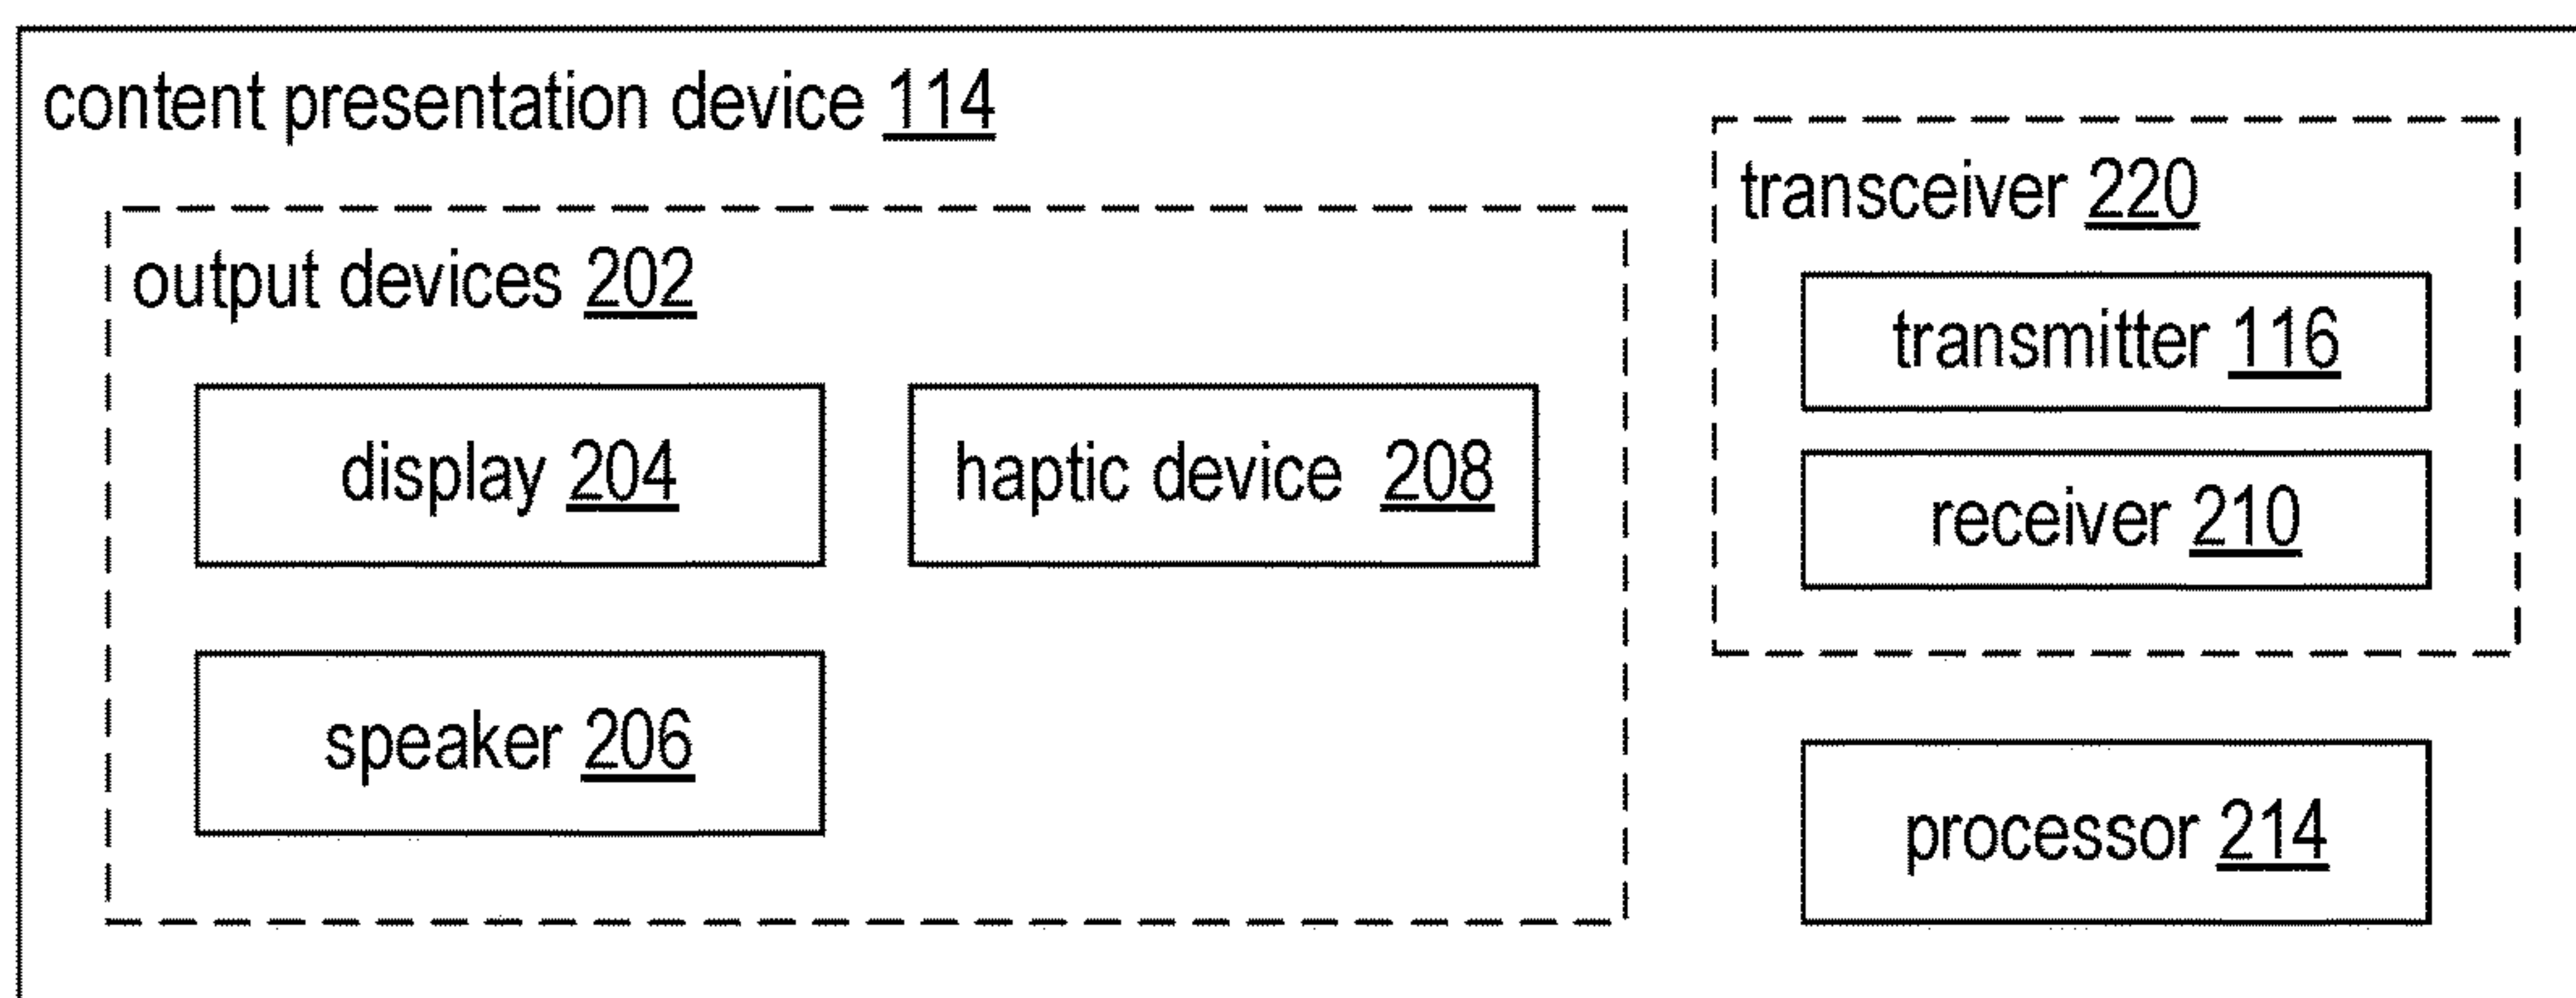 content presentation device 114
output devices 202
display 204
haptic device 208
speaker 206
transceiver 220
transmitter 116
receiver 210
processor 214